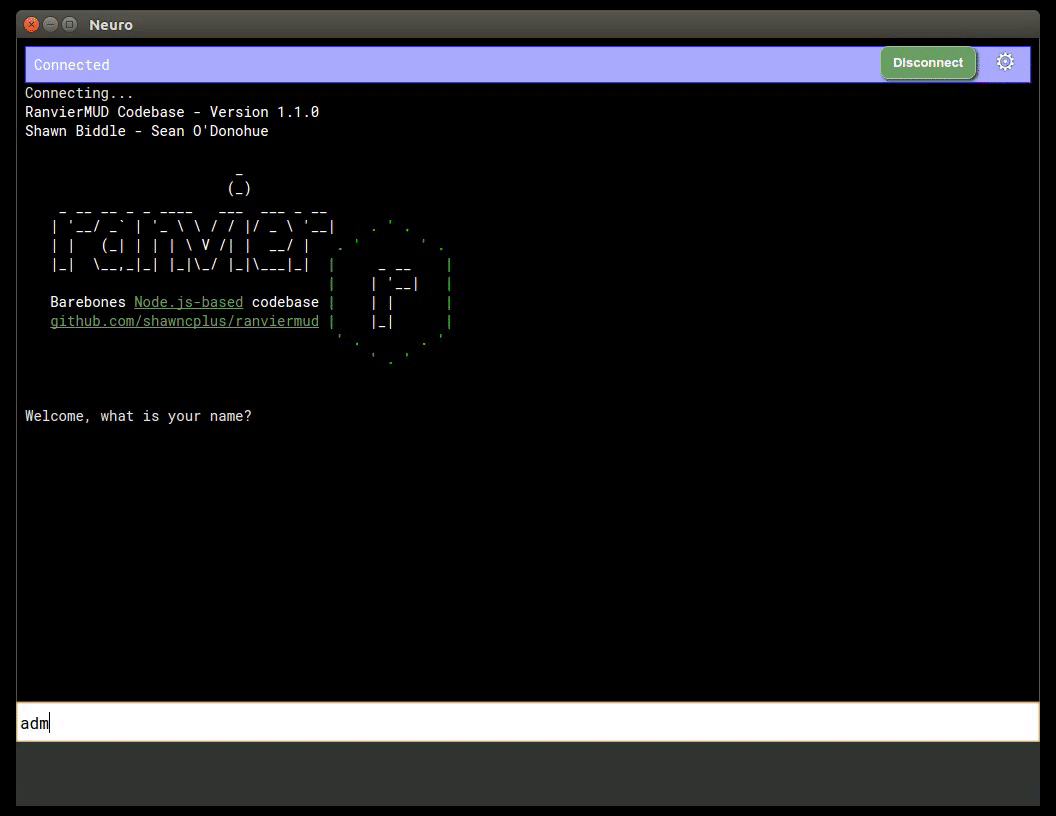 Neuro
Connected
Disconnect
Connecting...
RanvierMUD Codebase - Version 1.1.0
Shawn Biddle - Sean O'Donohue
ranvier
r
Barebones Node.js-based codebase
github.com/shawncplus/ranviermud
Welcome, what is your name?
adm